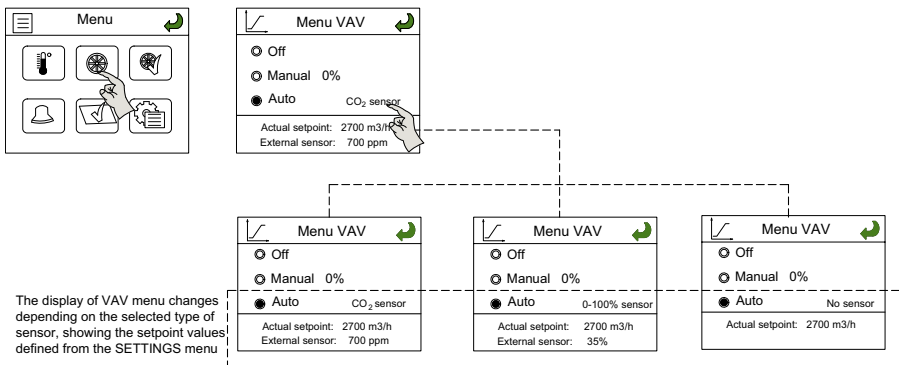 Menu
Menu VAV
Off
Manual 0%
Auto CO₂ sensor
Actual setpoint: 2700 m3/h
External sensor: 700 ppm
Menu VAV
Off
Manual 0%
Auto CO₂ sensor
Actual setpoint: 2700 m3/h
External sensor: 700 ppm
Menu VAV
Off
Manual 0%
Auto 0-100% sensor
Actual setpoint: 2700 m3/h
External sensor: 35%
Menu VAV
Off
Manual 0%
Auto No sensor
Actual setpoint: 2700 m3/h
The display of VAV menu changes
depending on the selected type of
sensor, showing the setpoint values
defined from the SETTINGS menu